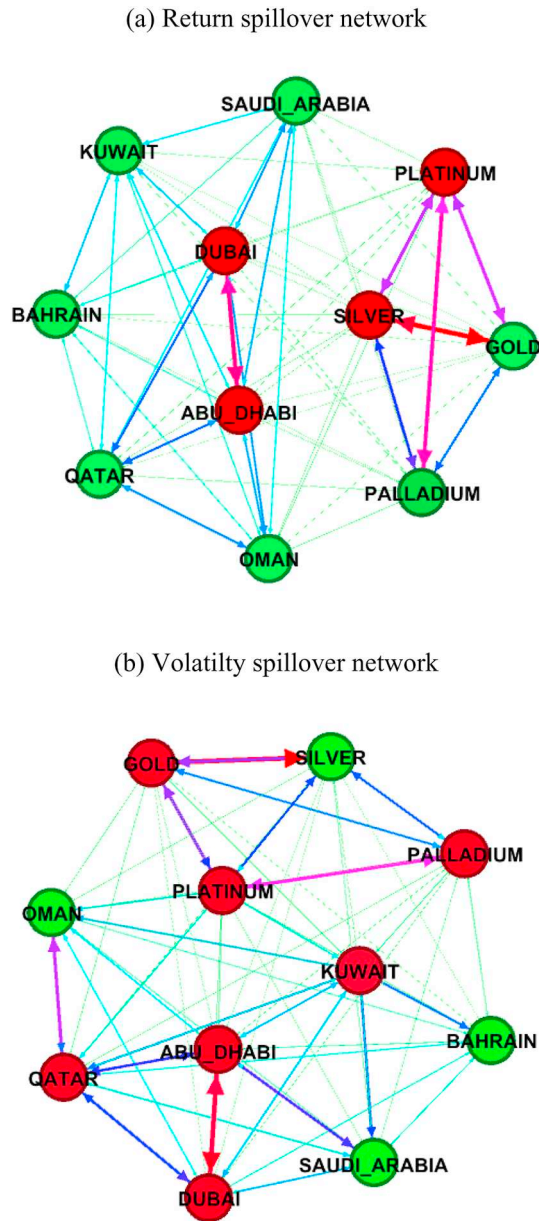 (a) Return spillover network
SAUDI_ARABIA
KUWAIT
PLATINUM
DUBAI
BAHRAIN
SILVER
GOLD
ABU_DHABI
QATAR
PALLADIUM
OMAN
(b) Volatilty spillover network
GOLD
SILVER
PALLADIUM
PLATINUM
OMAN
KUWAIT
BAHRAIN
ABU_DHABI
QATAR
SAUDI_ARABIA
DUBAI